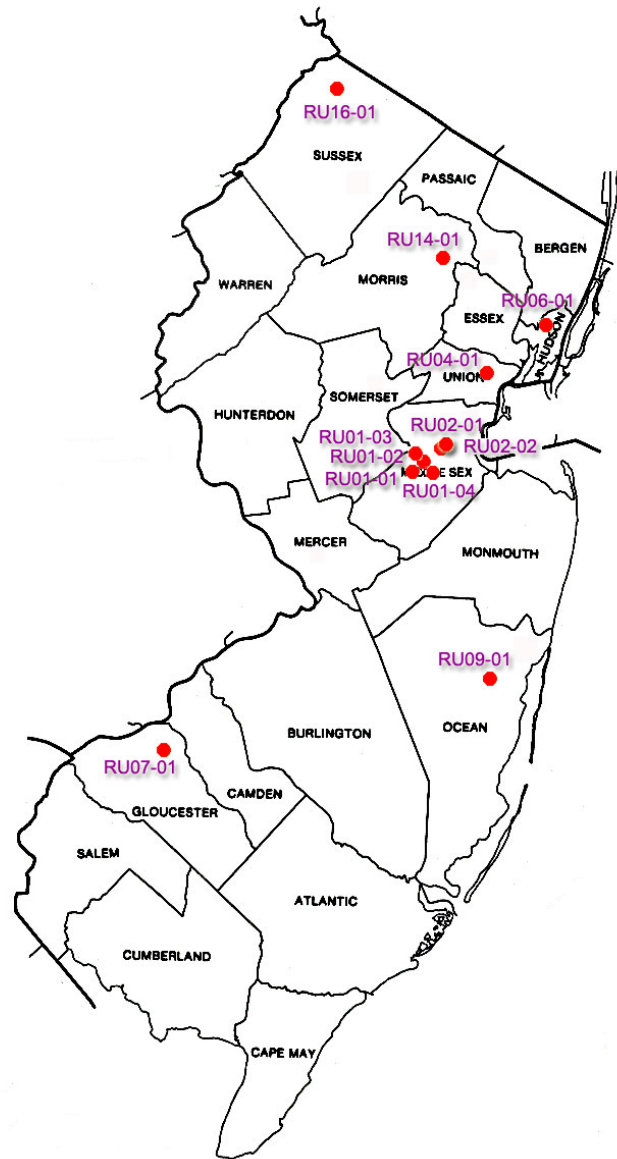 RU16-01
SUSSEX
PASSAIC
RU14-01
BERGEN
MORRIS
WARREN
RU06-01
ESSEX
HUDSON
RU04-01
UNION
SOMERSET
HUNTERDON
RU02-01
RU01-03
RU02-02
RU01-02
RU01-01
RU01-04
MERCER
MONMOUTH
RU09-01
OCEAN
BURLINGTON
RU07-01
CAMDEN
GLOUCESTER
SALEM
ATLANTIC
CUMBERLAND
CAPE MAY